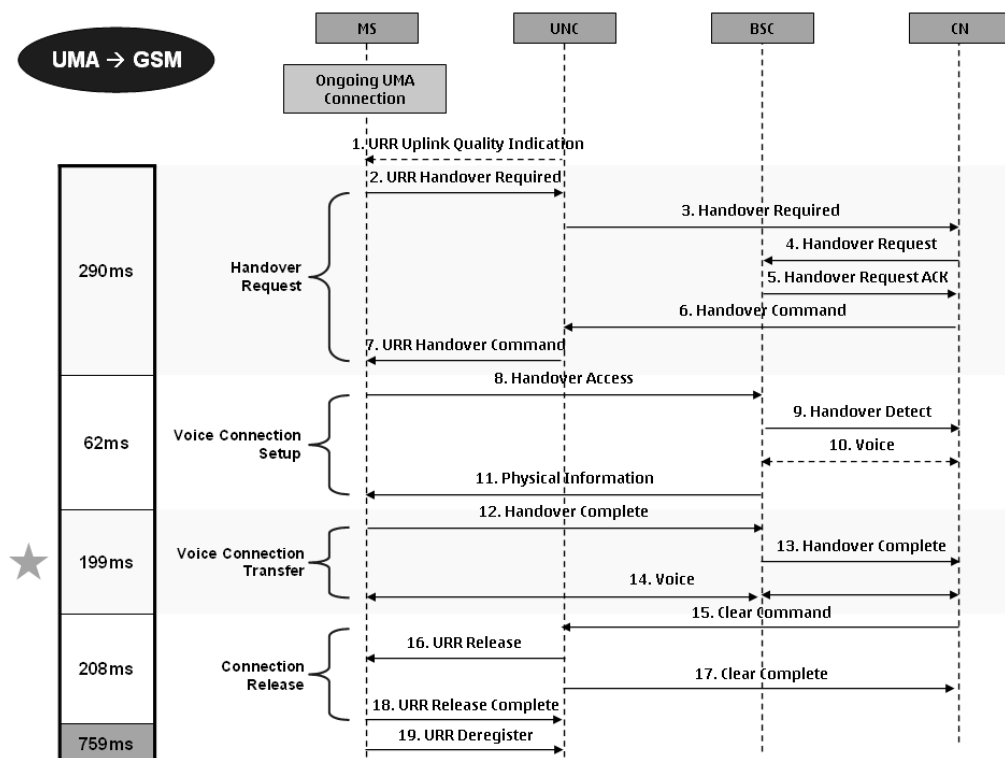 MS
UNC
BSC
CN
UMA → GSM
Ongoing UMA
Connection
1. URR Uplink Quality Indication
2. URR Handover Required
3. Handover Required
4. Handover Request
290ms
Handover
Request
5. Handover Request ACK
6. Handover Command
7. URR Handover Command
8. Handover Access
9. Handover Detect
62ms
Voice Connection
Setup
10. Voice
11. Physical Information
12. Handover Complete
13. Handover Complete
199ms
Voice Connection
Transfer
14. Voice
15. Clear Command
16. URR Release
208ms
Connection
Release
17. Clear Complete
18. URR Release Complete
19. URR Deregister
759ms